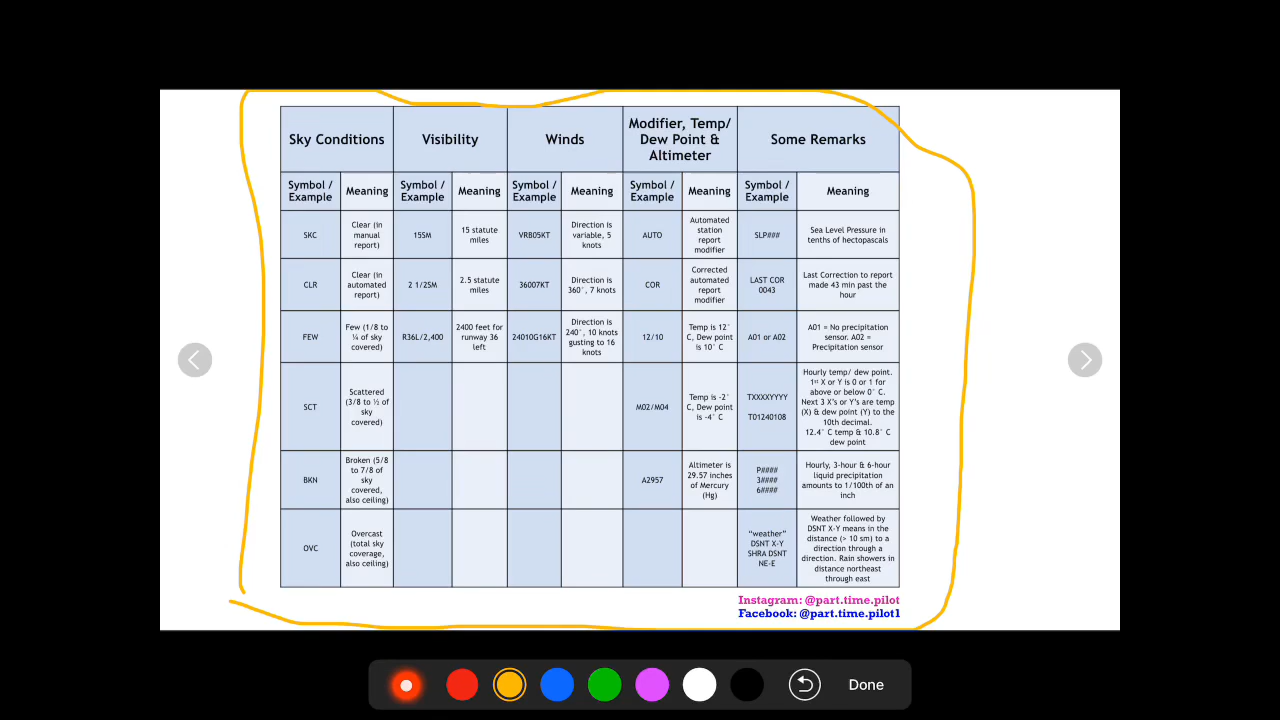 Sky Conditions Visibility Winds Modifier, Temp/ Dew Point & Altimeter Some Remarks
Symbol / Example Meaning Symbol / Example Meaning Symbol / Example Meaning Symbol / Example Meaning Symbol / Example Meaning
SKC Clear (in manual report) 15SM 15 statute miles VRB05KT Direction is variable, 5 knots AUTO Automated station report modifier SLP### Sea Level Pressure in tenths of hectopascals
CLR Clear (in automated report) 2 1/2SM 2.5 statute miles 36007KT Direction is 360°, 7 knots COR Corrected automated report modifier LAST COR 0043 Last Correction to report made 43 min past the hour
FEW Few (1/8 to ¼ of sky covered) R36L/2,400 2400 feet for runway 36 left 24010G16KT Direction is 240°, 10 knots gusting to 16 knots 12/10 Temp is 12° C, Dew point is 10° C A01 or A02 A01 = No precipitation sensor. A02 = Precipitation sensor
SCT Scattered (3/8 to ½ of sky covered) M02/M04 Temp is -2° C, Dew point is -4° C TXXXXYYYY T01240108 Hourly temp/ dew point. 1st X or Y is 0 or 1 for above or below 0° C. Next 3 X's or Y's are temp (X) & dew point (Y) to the 10th decimal. 12.4° C temp & 10.8° C dew point
BKN Broken (5/8 to 7/8 of sky covered, also ceiling) A2957 Altimeter is 29.57 inches of Mercury (Hg) P#### 3#### 6#### Hourly, 3-hour & 6-hour liquid precipitation amounts to 1/100th of an inch
OVC Overcast (total sky coverage, also ceiling) "weather" DSNT X-Y SHRA DSNT NE-E Weather followed by DSNT X-Y means in the distance (> 10 sm) to a direction through a direction. Rain showers in distance northeast through east
Instagram: @part.time.pilot
Facebook: @part.time.pilot1
Done